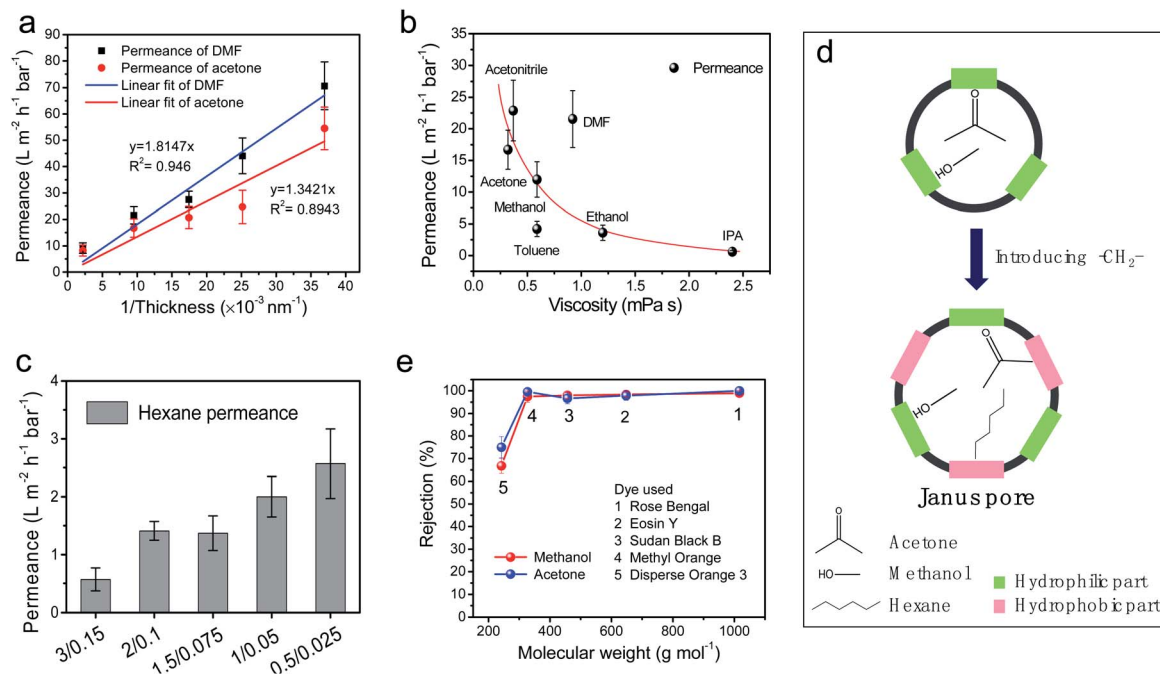 a
Permeance (L m⁻² h⁻¹ bar⁻¹)
90
80
70
60
50
40
30
20
10
0
Permeance of DMF
Permeance of acetone
Linear fit of DMF
Linear fit of acetone
y=1.8147x
R²= 0.946
y=1.3421x
R²= 0.8943
0 5 10 15 20 25 30 35 40
1/Thickness (×10⁻³ nm⁻¹)
b
Permeance (L m⁻² h⁻¹ bar⁻¹)
35
30
25
20
15
10
5
0
Acetonitrile
Permeance
DMF
Acetone
Methanol
Toluene
Ethanol
IPA
0.0 0.5 1.0 1.5 2.0 2.5
Viscosity (mPa s)
c
Permeance (L m⁻² h⁻¹ bar⁻¹)
4
3
2
1
0
Hexane permeance
3/0.15 2/0.1 1.5/0.075 1/0.05 0.5/0.025
e
Rejection (%)
100
90
80
70
60
50
40
30
20
10
0
5 4 3 2 1
Dye used
1 Rose Bengal
2 Eosin Y
3 Sudan Black B
4 Methyl Orange
5 Disperse Orange 3
Methanol
Acetone
200 400 600 800 1000
Molecular weight (g mol⁻¹)
d
O
HO
Introducing -CH₂-
O
HO
Janus pore
O
Acetone
HO
Methanol
Hexane
Hydrophilic part
Hydrophobic part